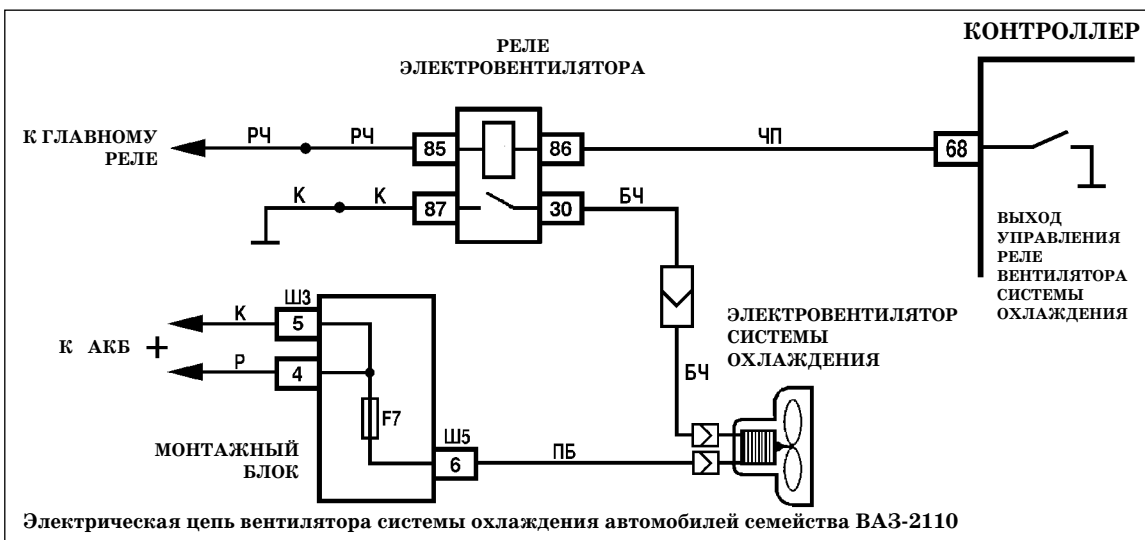 КОНТРОЛЛЕР
РЕЛЕ
ЭЛЕКТРОВЕНТИЛЯТОРА
К ГЛАВНОМУ
РЕЛЕ
РЧ
РЧ
85
86
ЧП
68
К
К
87
30
БЧ
ВЫХОД
УПРАВЛЕНИЯ
РЕЛЕ
ВЕНТИЛЯТОРА
СИСТЕМЫ
ОХЛАЖДЕНИЯ
Ш3
К
5
К АКБ +
Р
4
F7
ЭЛЕКТРОВЕНТИЛЯТОР
СИСТЕМЫ
ОХЛАЖДЕНИЯ
БЧ
МОНТАЖНЫЙ
БЛОК
Ш5
6
ПБ
Электрическая цепь вентилятора системы охлаждения автомобилей семейства ВАЗ-2110